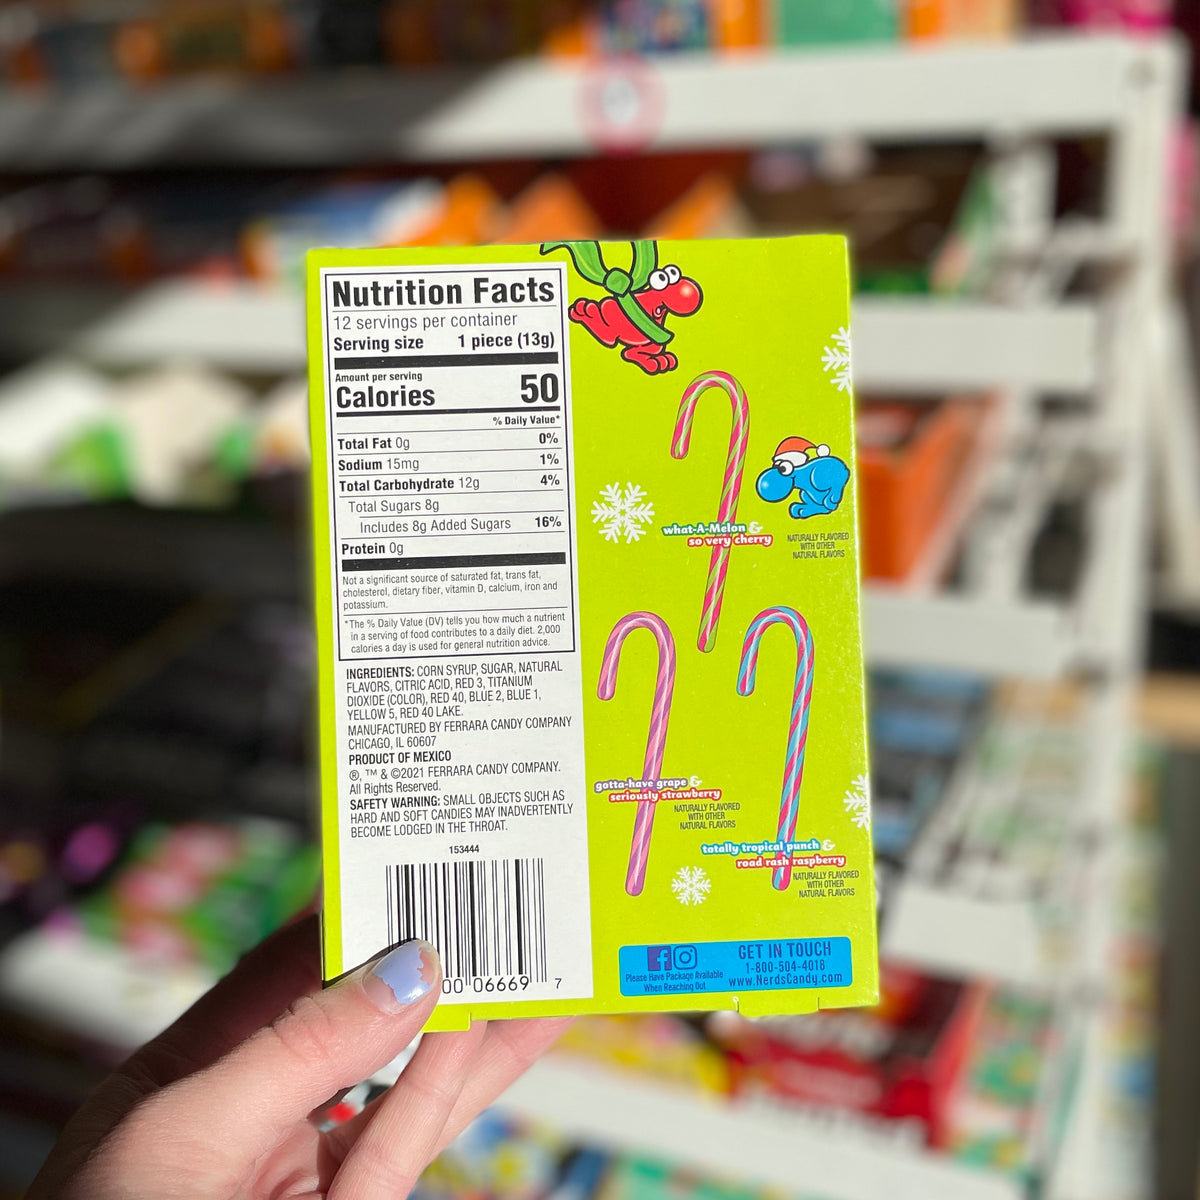 Nutrition Facts
12 servings per container
Serving size 1 piece (13g)
Amount per serving
Calories 50
% Daily Value*
Total Fat 0g 0%
Sodium 15mg 1%
Total Carbohydrate 12g 4%
Total Sugars 8g
Includes 8g Added Sugars 16%
Protein 0g
Not a significant source of saturated fat, trans fat,
cholesterol, dietary fiber, vitamin D, calcium, iron and
potassium.
*The % Daily Value (DV) tells you how much a nutrient
in a serving of food contributes to a daily diet. 2,000
calories a day is used for general nutrition advice.
INGREDIENTS: CORN SYRUP, SUGAR, NATURAL
FLAVORS, CITRIC ACID, RED 3, TITANIUM
DIOXIDE (COLOR), RED 40, BLUE 2, BLUE 1,
YELLOW 5, RED 40 LAKE.
MANUFACTURED BY FERRARA CANDY COMPANY
CHICAGO, IL 60607
PRODUCT OF MEXICO
®, ™ & ©2021 FERRARA CANDY COMPANY.
All Rights Reserved.
SAFETY WARNING: SMALL OBJECTS SUCH AS
HARD AND SOFT CANDIES MAY INADVERTENTLY
BECOME LODGED IN THE THROAT.
153444
00 06669 7
what-A-Melon &
so very cherry
NATURALLY FLAVORED
WITH OTHER
NATURAL FLAVORS
gotta-have grape &
seriously strawberry
NATURALLY FLAVORED
WITH OTHER
NATURAL FLAVORS
totally tropical punch &
road rash raspberry
NATURALLY FLAVORED
WITH OTHER
NATURAL FLAVORS
Please Have Package Available
When Reaching Out
GET IN TOUCH
1-800-504-4018
www.NerdsCandy.com